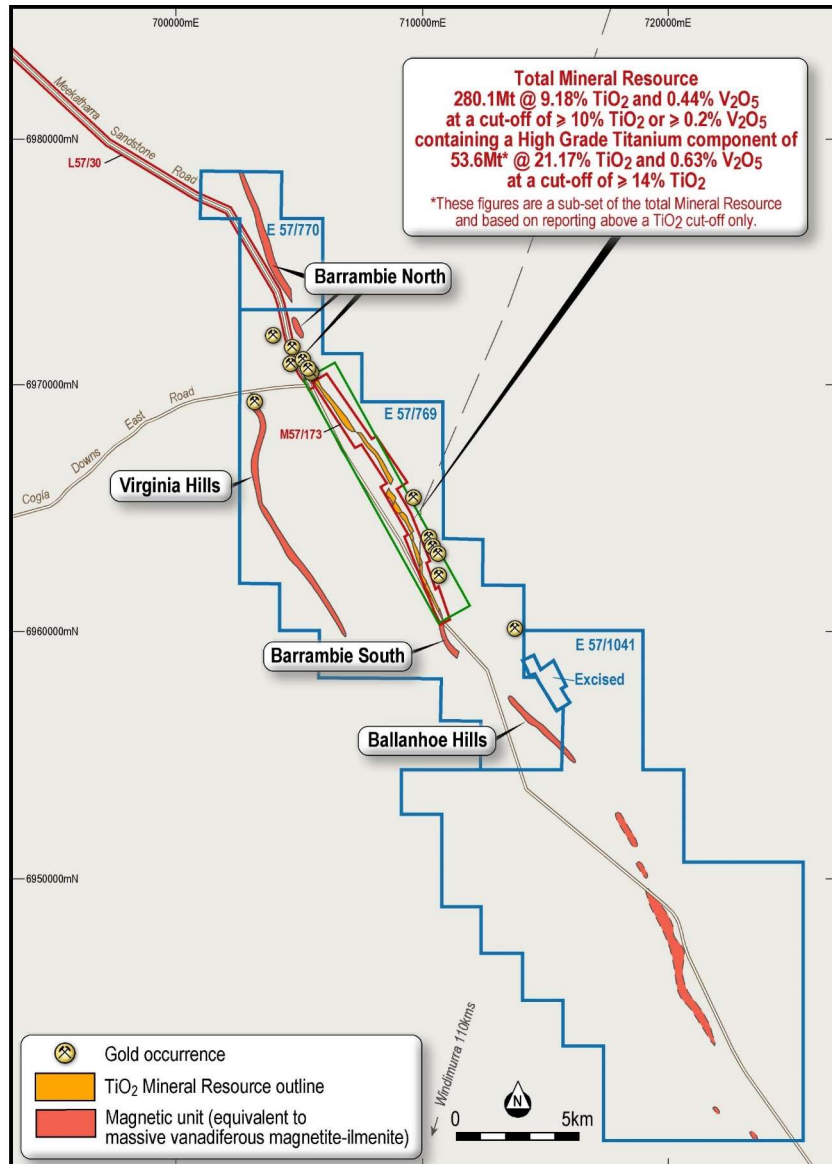 700000mE
710000mE
720000mE
Total Mineral Resource
280.1Mt @ 9.18% TiO₂ and 0.44% V₂O₅
at a cut-off of ⩾ 10% TiO₂ or ⩾ 0.2% V₂O₅
containing a High Grade Titanium component of
53.6Mt* @ 21.17% TiO₂ and 0.63% V₂O₅
at a cut-off of ⩾ 14% TiO₂
*These figures are a sub-set of the total Mineral Resource
and based on reporting above a TiO₂ cut-off only.
Meekatharra Sandstone Road
6980000mN
L57/30
E 57/770
Barrambie North
6970000mN
Cogla Downs East Road
E 57/769
M57/173
Virginia Hills
6960000mN
E 57/1041
Barrambie South
Excised
Ballanhoe Hills
6950000mN
Windimurra 110kms
N
0 5km
Gold occurrence
TiO₂ Mineral Resource outline
Magnetic unit (equivalent to
massive vanadiferous magnetite-ilmenite)